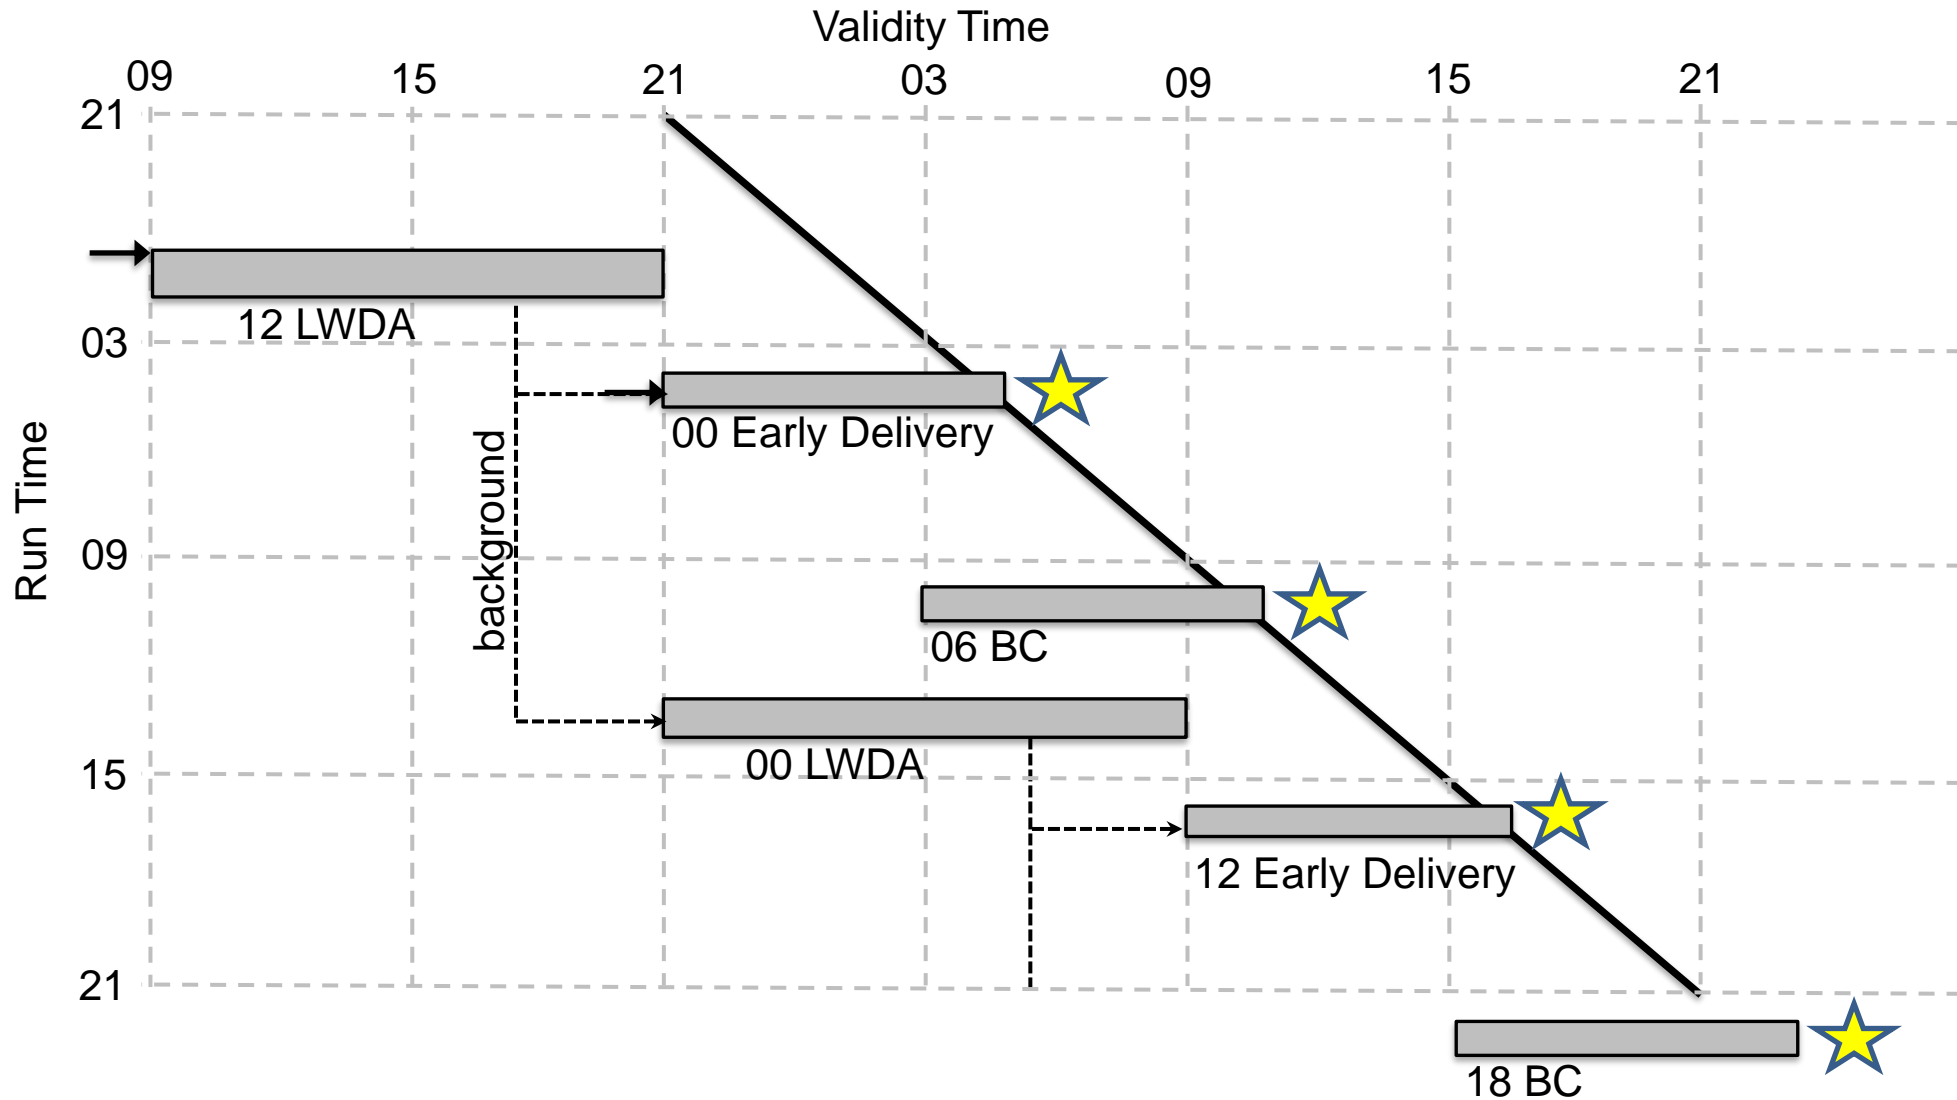 Validity Time
09 15 21 03 09 15 21
21
12 LWDA
03
00 Early Delivery
Run Time
background
09
06 BC
00 LWDA
15
12 Early Delivery
21
18 BC